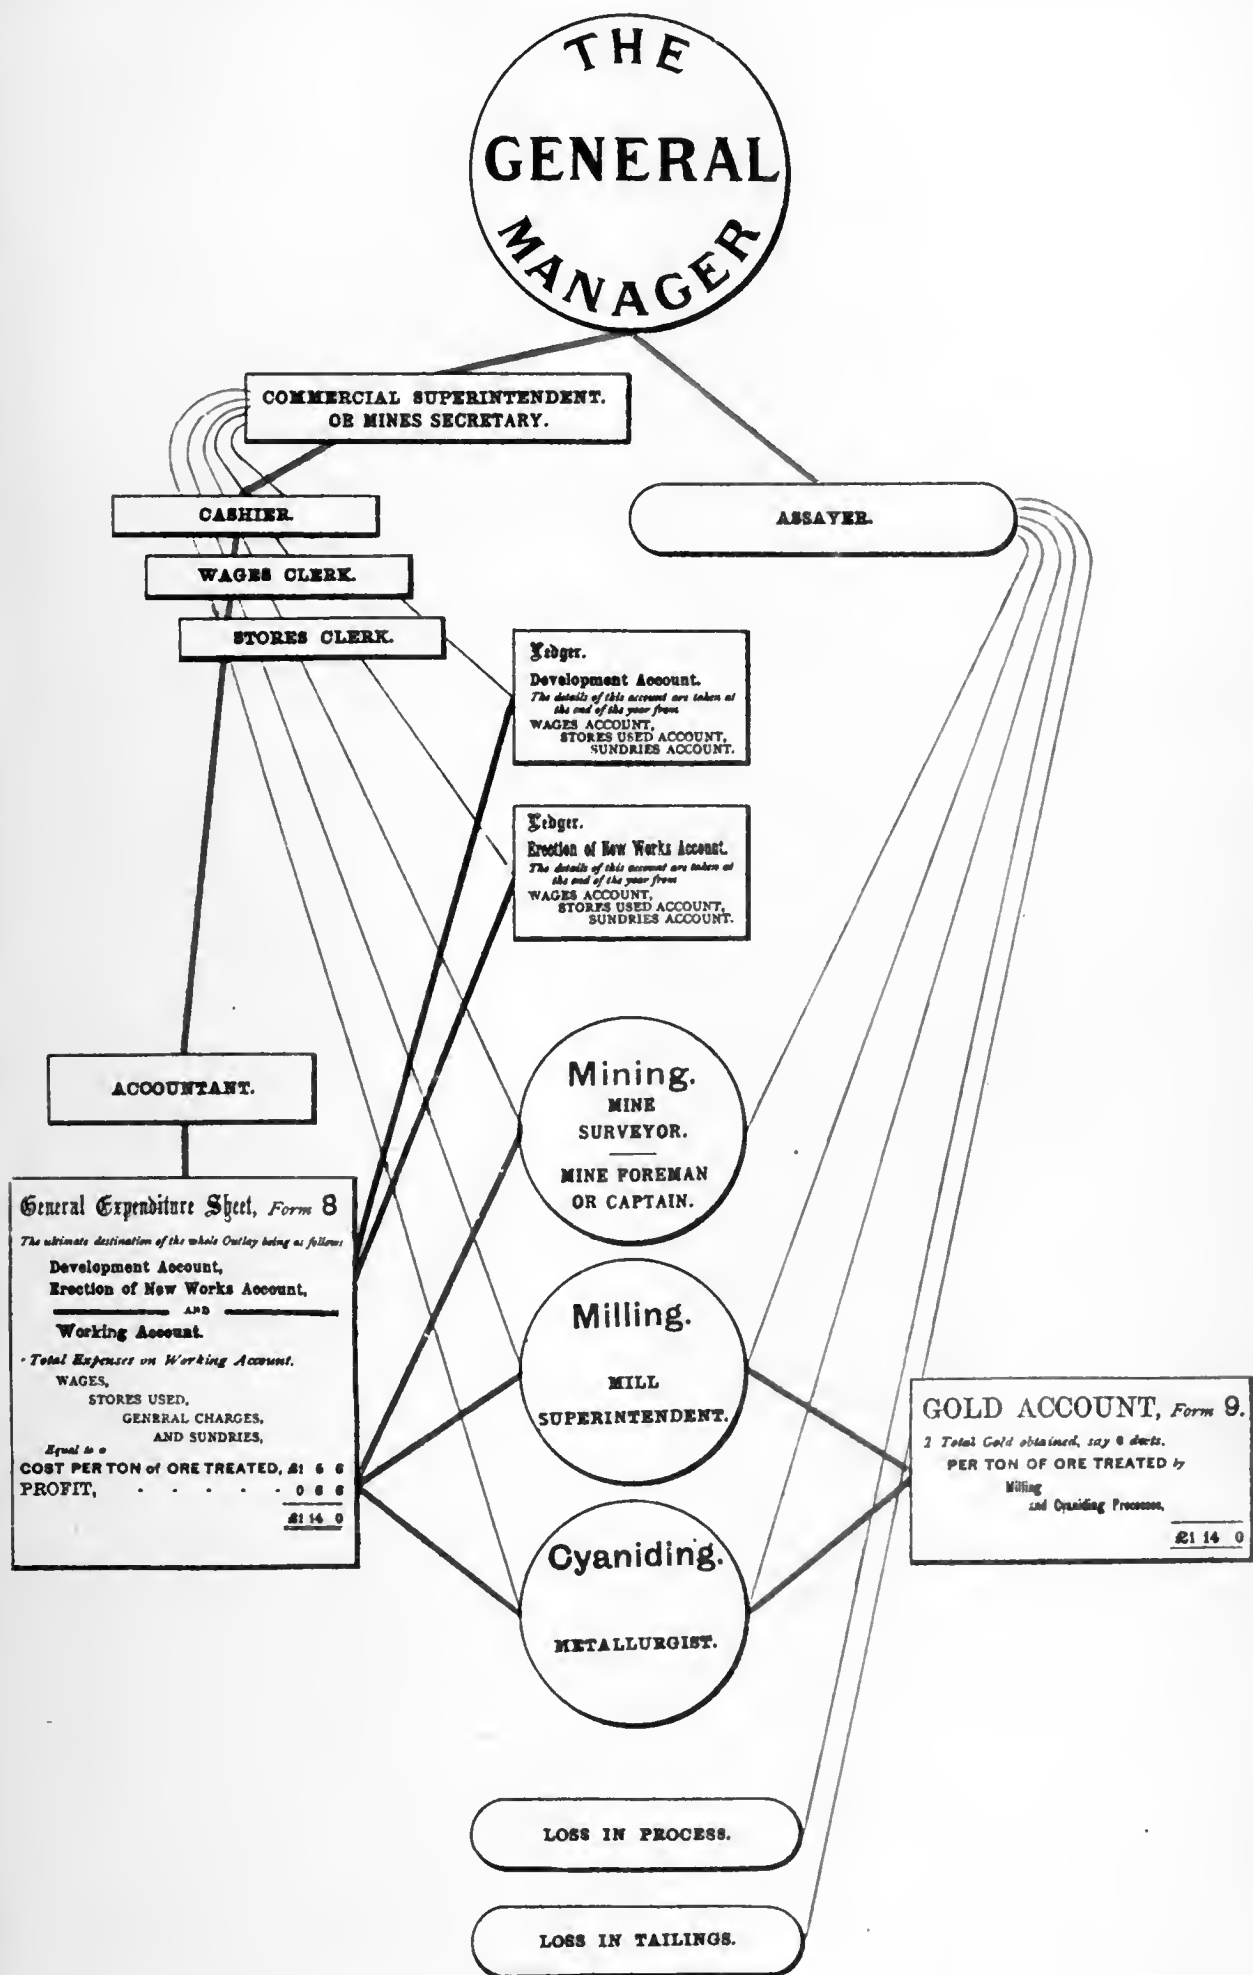 THE
GENERAL
MANAGER
COMMERCIAL SUPERINTENDENT.
OR MINES SECRETARY.
CASHIER.
ASSAYER.
WAGES CLERK.
STORES CLERK.
Ledger.
Development Account.
The details of this account are taken at
the end of the year from
WAGES ACCOUNT,
STORES USED ACCOUNT,
SUNDRIES ACCOUNT.
Ledger.
Erection of New Works Account.
The details of this account are taken at
the end of the year from
WAGES ACCOUNT,
STORES USED ACCOUNT,
SUNDRIES ACCOUNT.
ACCOUNTANT.
Mining.
MINE
SURVEYOR.
MINE FOREMAN
OR CAPTAIN.
General Expenditure Sheet, Form 8
The ultimate destination of the whole Outlay being as follows
Development Account,
Erection of New Works Account,
AND
Working Account.
Total Expenses on Working Account.
WAGES,
STORES USED,
GENERAL CHARGES,
AND SUNDRIES,
Equal to a
COST PER TON of ORE TREATED, £1
PROFIT, . . . . . 0 6 6
£1 14 0
Milling.
MILL
SUPERINTENDENT.
GOLD ACCOUNT, Form 9.
Total Gold obtained, say dwts.
PER TON OF ORE TREATED by
Milling
and Cyaniding Processes,
£1 14 0
Cyaniding.
METALLURGIST.
LOSS IN PROCESS.
LOSS IN TAILINGS.